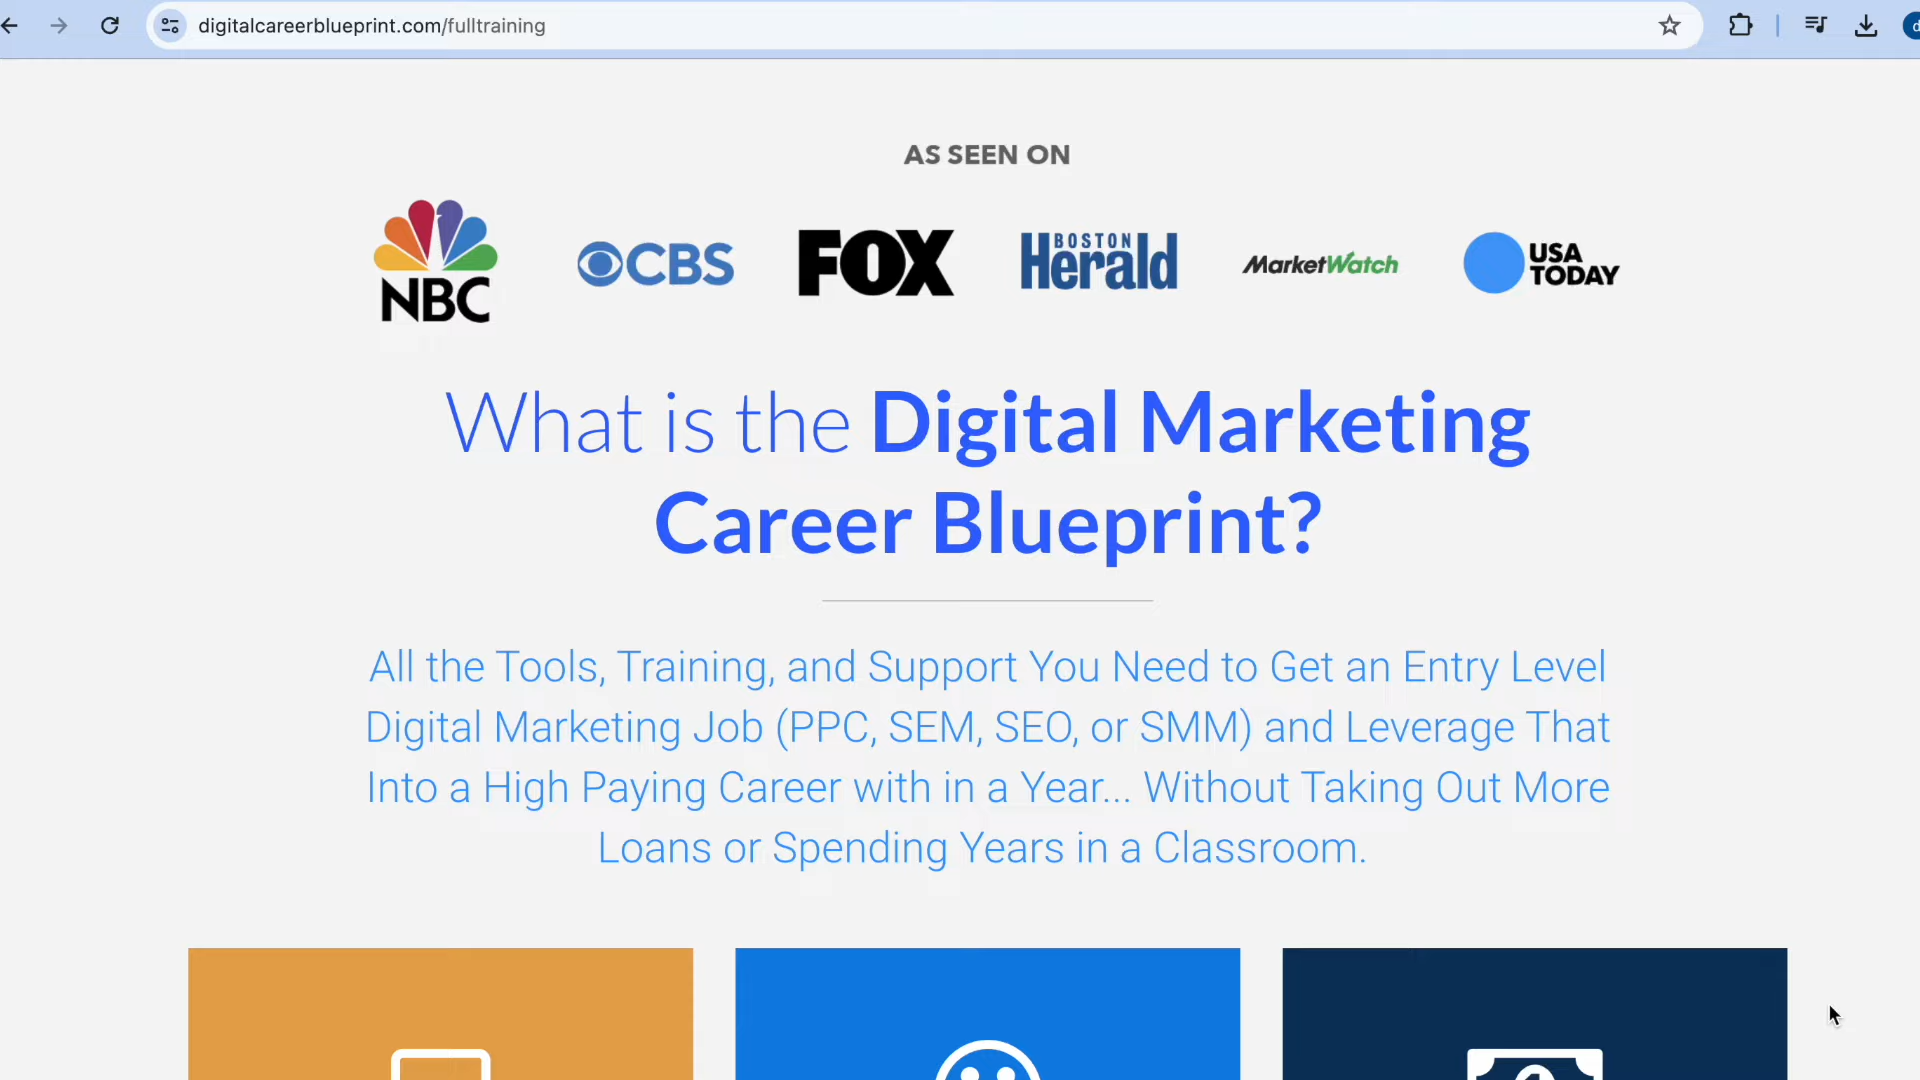 digitalcareerblueprint.com/fulltraining
d
AS SEEN ON
NBC
CBS
FOX
BOSTON
Herald
MarketWatch
USA
TODAY
What is the Digital Marketing
Career Blueprint?
All the Tools, Training, and Support You Need to Get an Entry Level
Digital Marketing Job (PPC, SEM, SEO, or SMM) and Leverage That
Into a High Paying Career with in a Year... Without Taking Out More
Loans or Spending Years in a Classroom.